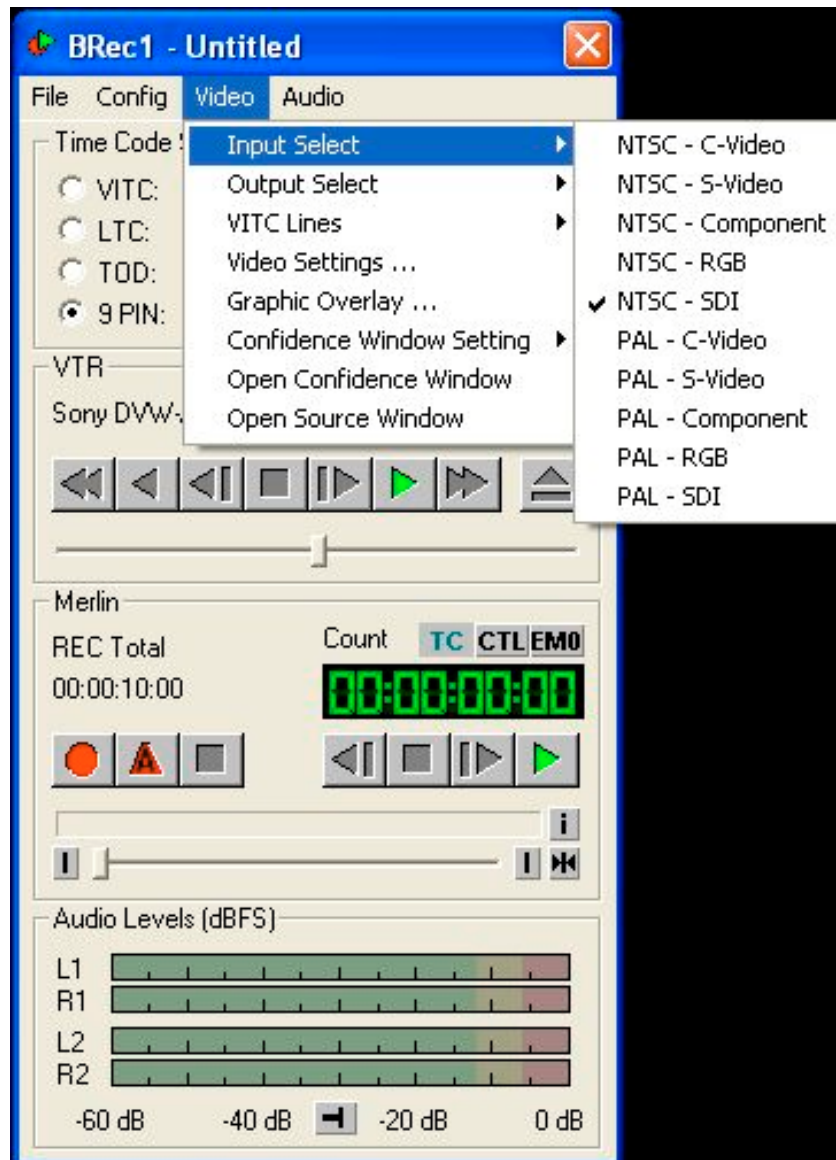 BRec1 - Untitled
File Config Video Audio
Time Code
VITC:
LTC:
TOD:
9 PIN:
Input Select
Output Select
VITC Lines
Video Settings ...
Graphic Overlay ...
Confidence Window Setting
Open Confidence Window
Open Source Window
NTSC - C-Video
NTSC - S-Video
NTSC - Component
NTSC - RGB
NTSC - SDI
PAL - C-Video
PAL - S-Video
PAL - Component
PAL - RGB
PAL - SDI
VTR
Sony DVW-
Merlin
REC Total
00:00:10:00
Count TC CTL EM0
00:00:00:00
A
i
I I
Audio Levels (dBFS)
L1
R1
L2
R2
-60 dB -40 dB -20 dB 0 dB